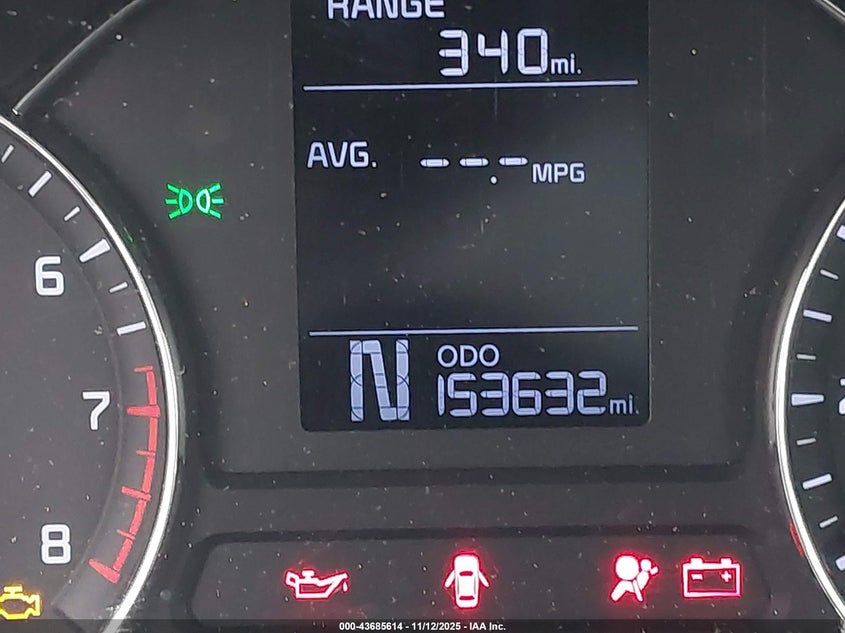 RANGE
340mi.
AVG. ---.- MPG
6
7
8
N ODO
153632mi.
000-43685614 - 11/12/2025 - IAA Inc.